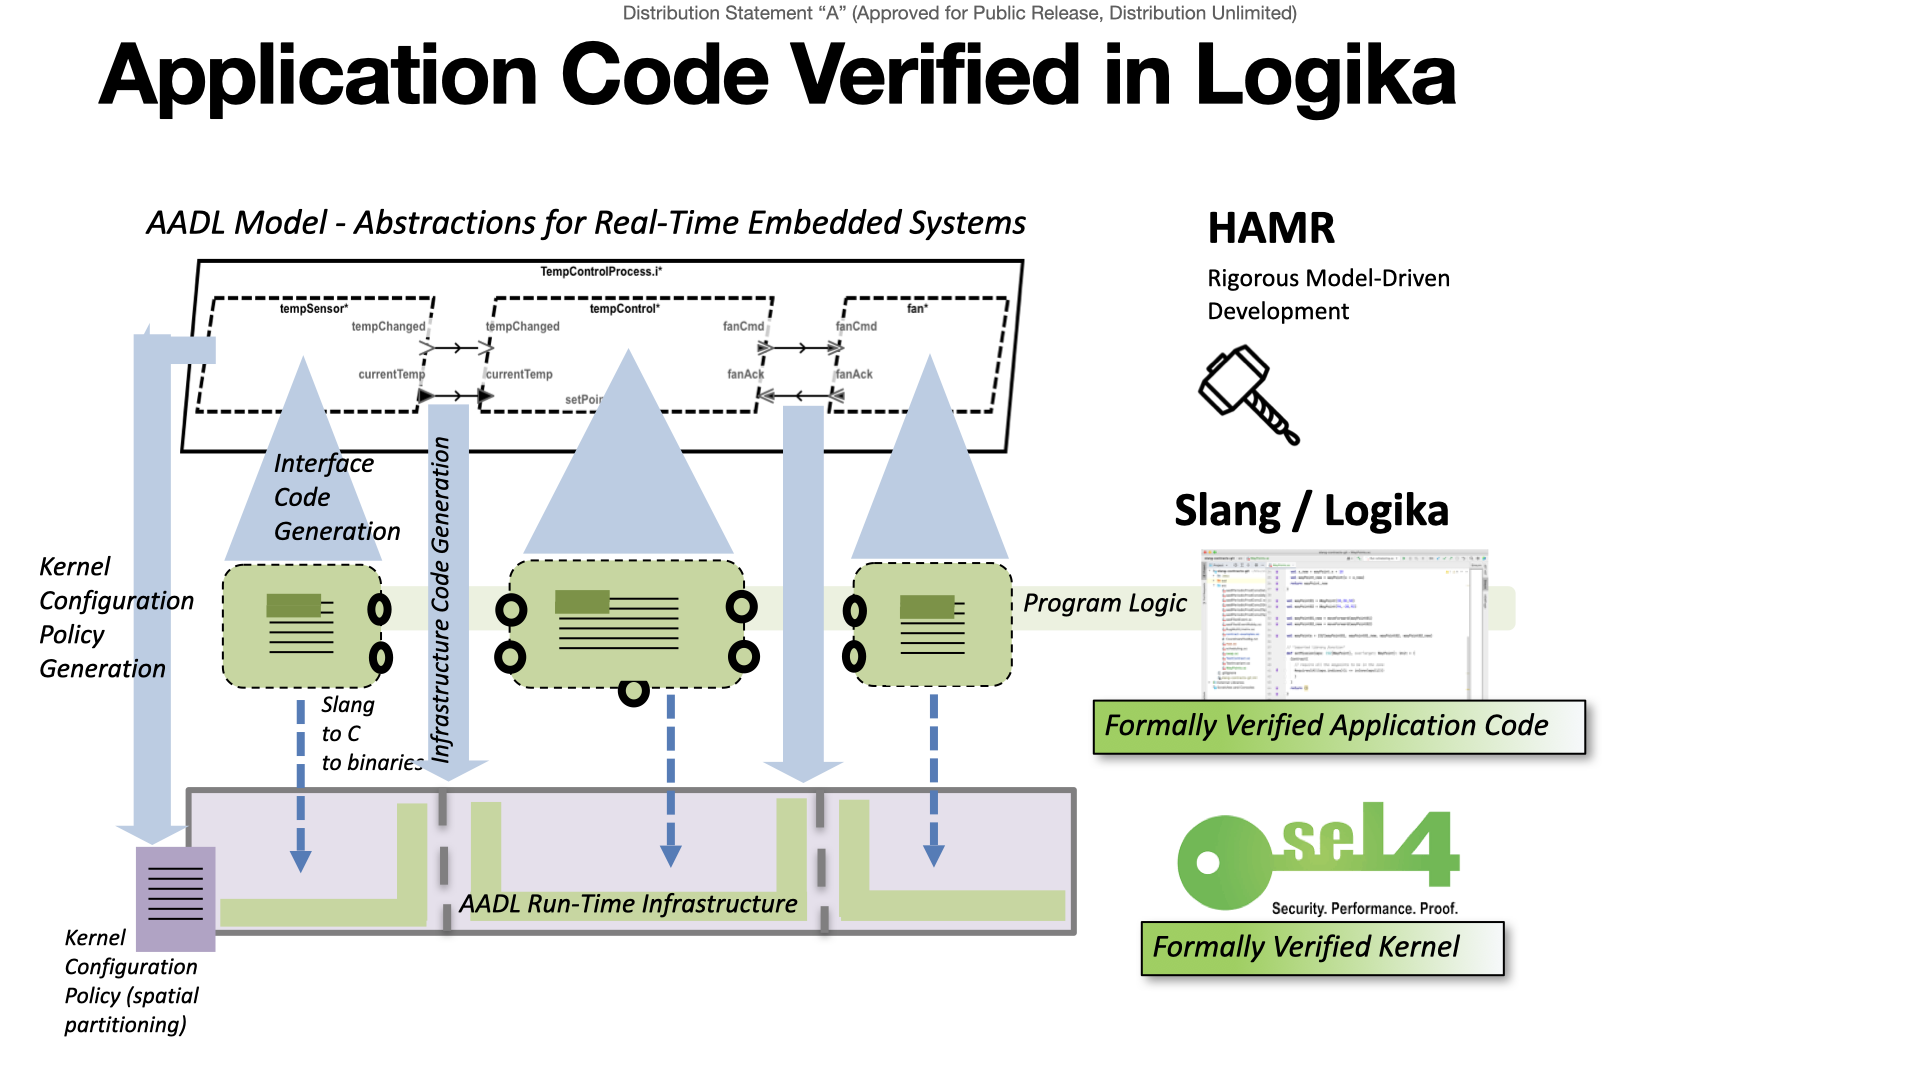 Distribution Statement “A” (Approved for Public Release, Distribution Unlimited)
Application Code Verified in Logika
AADL Model - Abstractions for Real-Time Embedded Systems
TempControlProcess.i*
tempSensor*
tempControl*
fan*
tempChanged
tempChanged
fanCmd
fanCmd
currentTemp
currentTemp
fanAck
fanAck
Interface
Code
Generation
Infrastructure Code Generation
Kernel
Configuration
Policy
Generation
Program Logic
Slang
to C
to binaries
AADL Run-Time Infrastructure
Kernel
Configuration
Policy (spatial
partitioning)
HAMR
Rigorous Model-Driven
Development
Slang / Logika
Formally Verified Application Code
seL4
Security. Performance. Proof.
Formally Verified Kernel